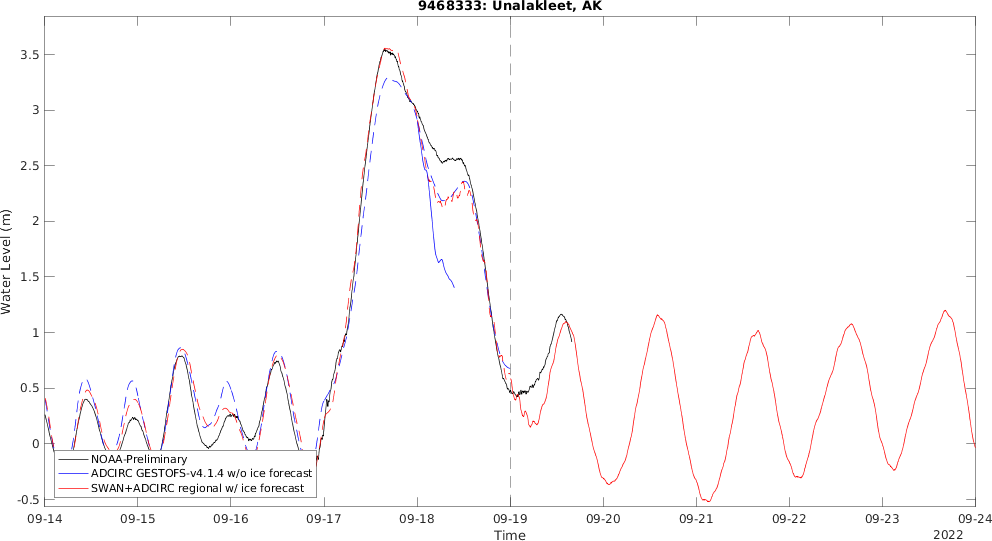 9468333: Unalakleet, AK
Water Level (m)
3.5
3
2.5
2
1.5
1
0.5
0
-0.5
NOAA-Preliminary
ADCIRC GESTOFS-v4.1.4 w/o ice forecast
SWAN+ADCIRC regional w/ ice forecast
09-14 09-15 09-16 09-17 09-18 09-19 09-20 09-21 09-22 09-23 09-24
Time
2022